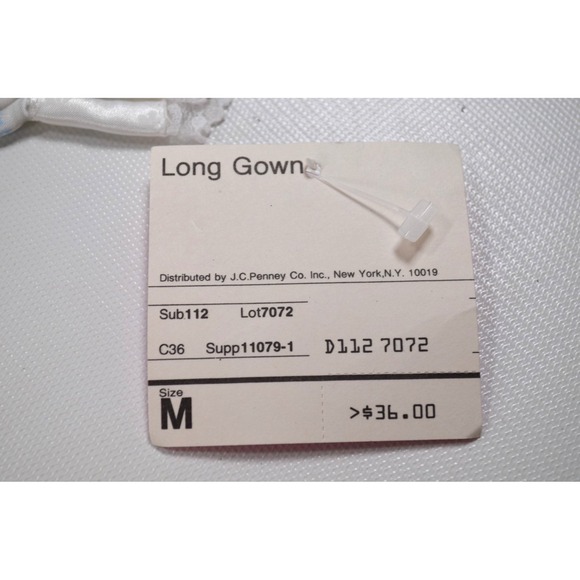 Long Gown
Distributed by J.C.Penney Co. Inc., New York,N.Y. 10019
Sub112 Lot7072
C36 Supp11079-1 D112 7072
Size
M >$36.00